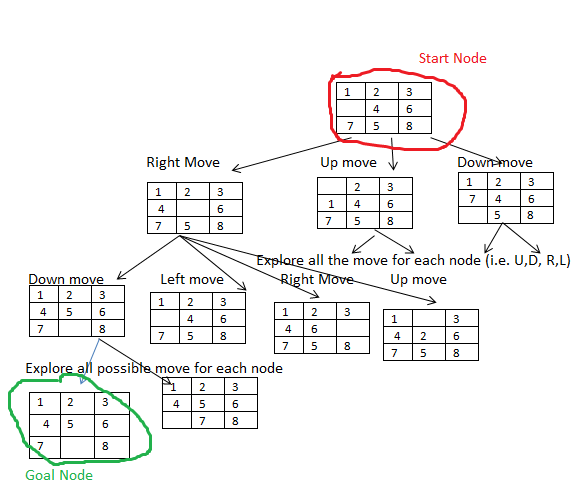 Start Node
1 2 3
4 6
7 5 8
Right Move Up move Down move
1 2 3
4 6
7 5 8
2 3
1 4 6
7 5 8
1 2 3
7 4 6
5 8
Explore all the move for each node (i.e. U,D, R,L)
Down move Left move Right Move Up move
1 2 3
4 5 6
7 8
1 2 3
4 6
7 5 8
1 2 3
4 6
7 5 8
1 3
4 2 6
7 5 8
Explore all possible move for each node
1 2 3
4 5 6
7 8
1 2 3
4 5 6
7 8
Goal Node